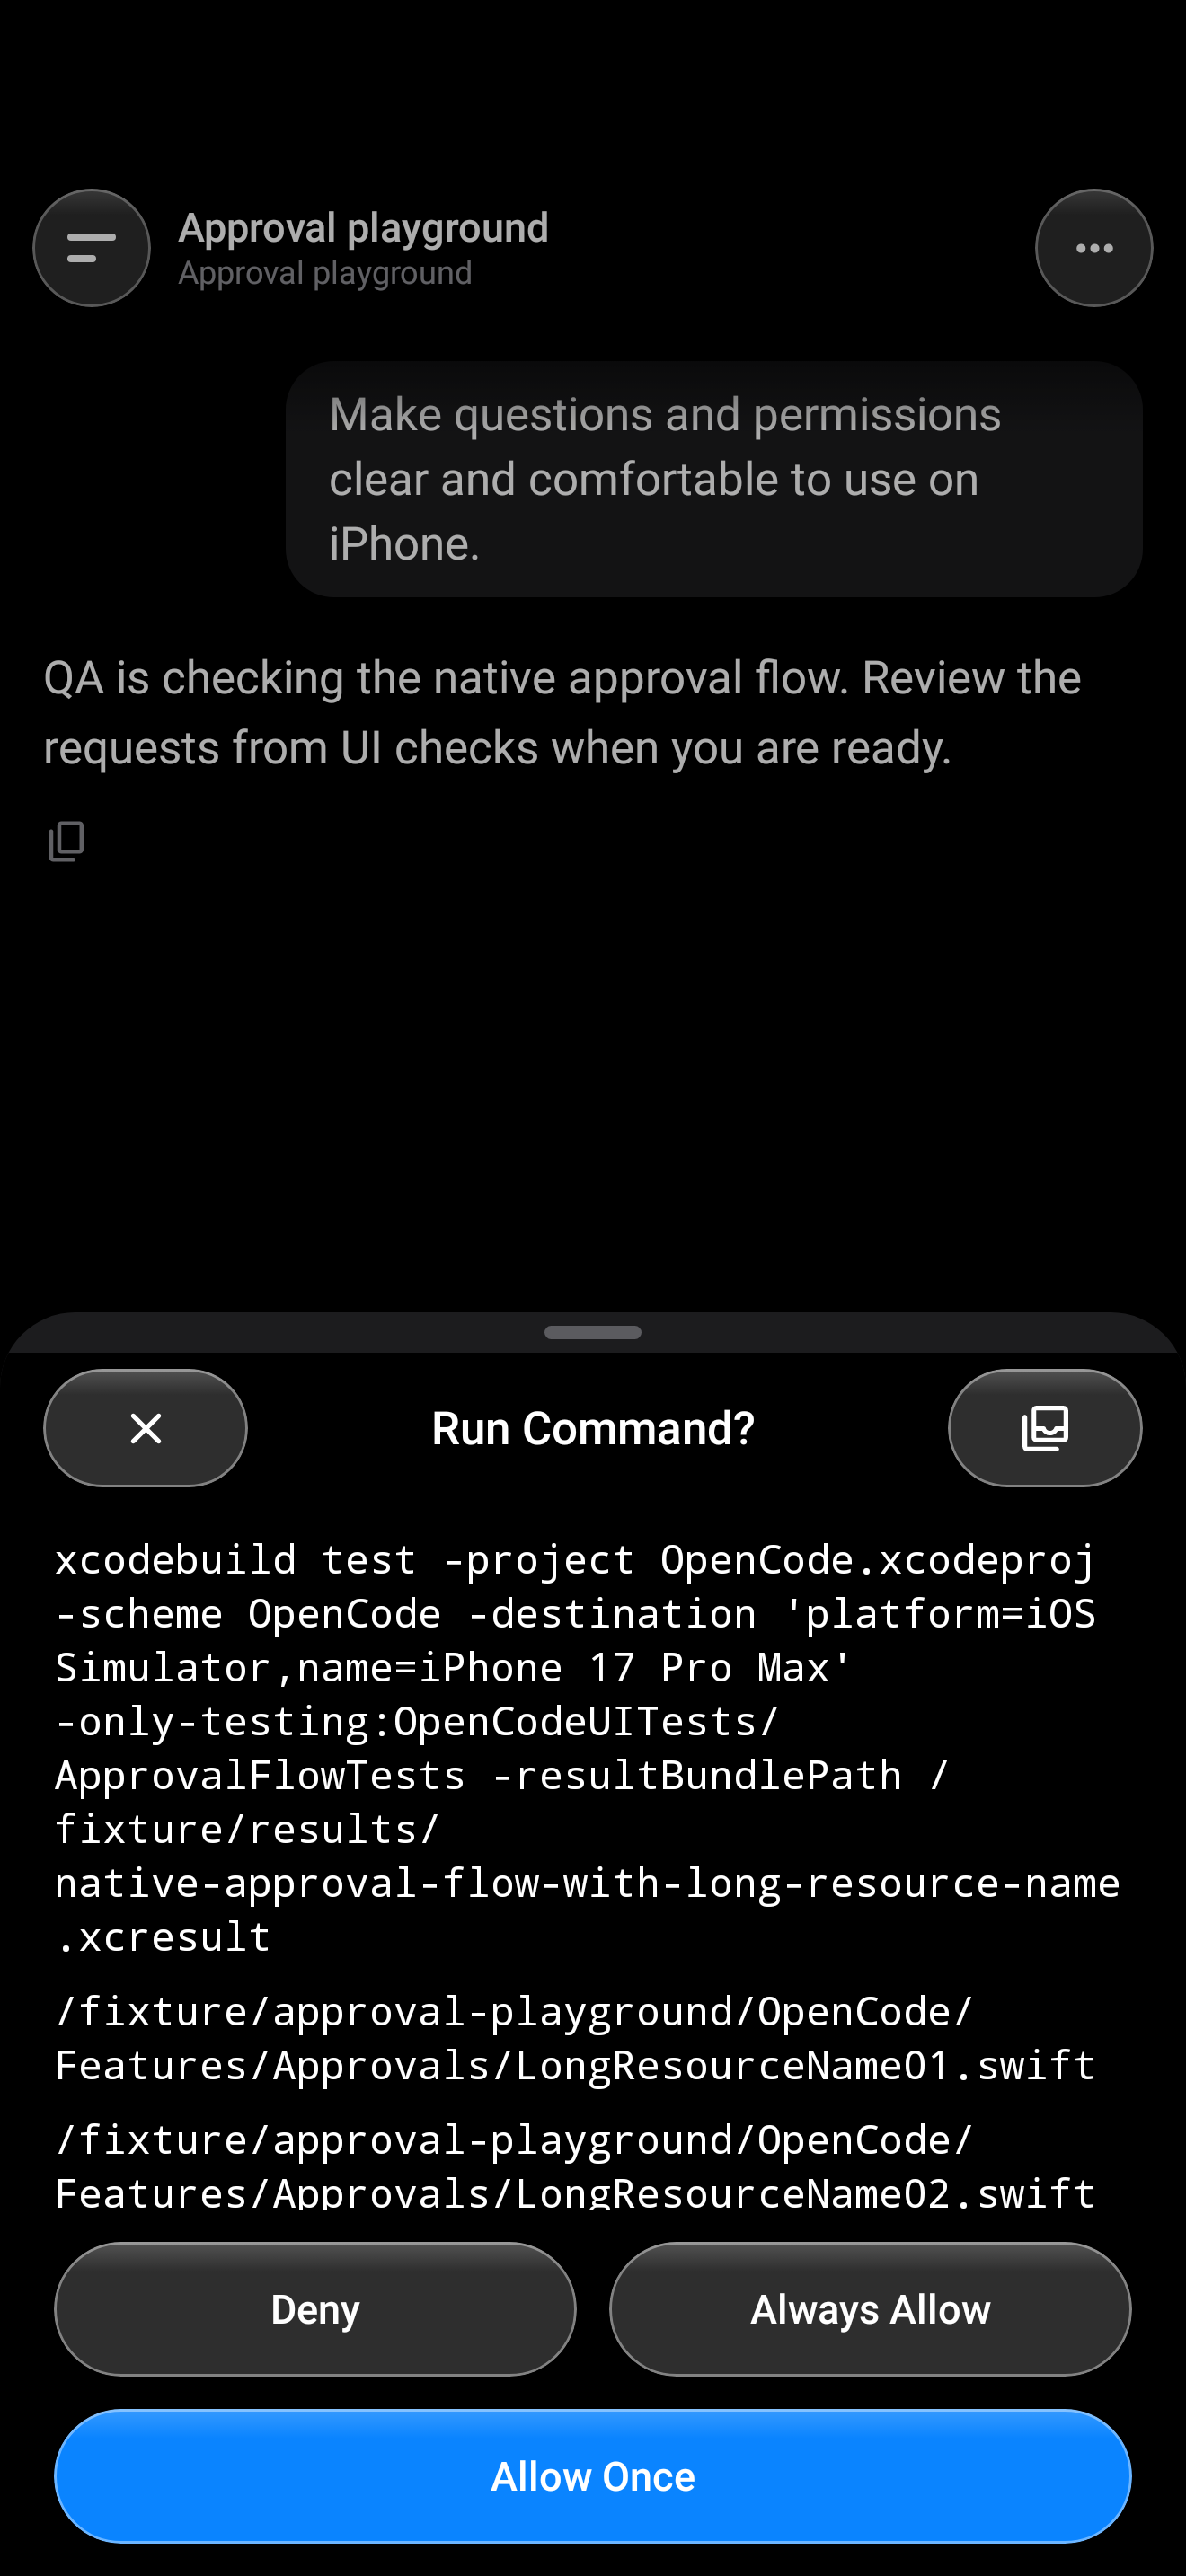 Approval playground
Approval playground
Make questions and permissions
clear and comfortable to use on
iPhone.
QA is checking the native approval flow. Review the
requests from UI checks when you are ready.
Run Command?
xcodebuild test -project OpenCode.xcodeproj
-scheme OpenCode -destination 'platform=iOS
Simulator,name=iPhone 17 Pro Max'
-only-testing:OpenCodeUITests/
ApprovalFlowTests -resultBundlePath /
fixture/results/
native-approval-flow-with-long-resource-name
.xcresult
/fixture/approval-playground/OpenCode/
Features/Approvals/LongResourceName01.swift
/fixture/approval-playground/OpenCode/
Features/Approvals/LongResourceName02.swift
Deny
Always Allow
Allow Once